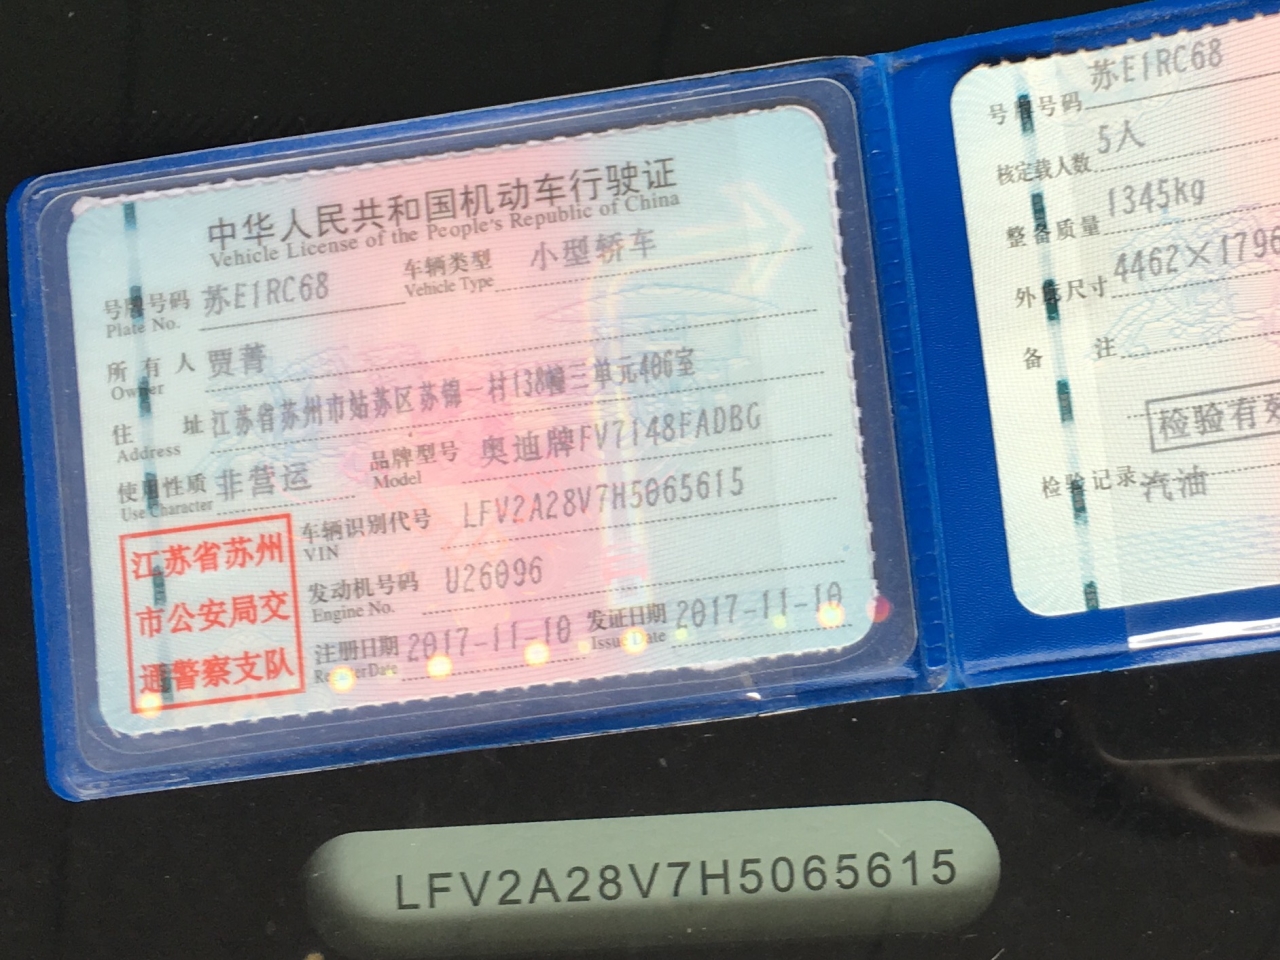 中华人民共和国机动车行驶证
Vehicle License of the People's Republic of China
号牌号码 苏E1RC68 车辆类型 小型轿车
Plate No. Vehicle Type
所有人 贾菁
Owner
住址 江苏省苏州市姑苏区苏锦一村138幢三单元406室
Address
使用性质 非营运 品牌型号 奥迪牌FV7148FADBG
Use Character Model
车辆识别代号 LFV2A28V7H5065615
VIN
发动机号码 U26096
Engine No.
注册日期 2017-11-10 发证日期 2017-11-10
Register Date Issue Date
江苏省苏州
市公安局交
通警察支队
号牌号码 苏E1RC68
核定载人数 5人
整备质量 1345kg
外廓尺寸 4462×1796
备注
检验有效
检验记录 汽油
LFV2A28V7H5065615